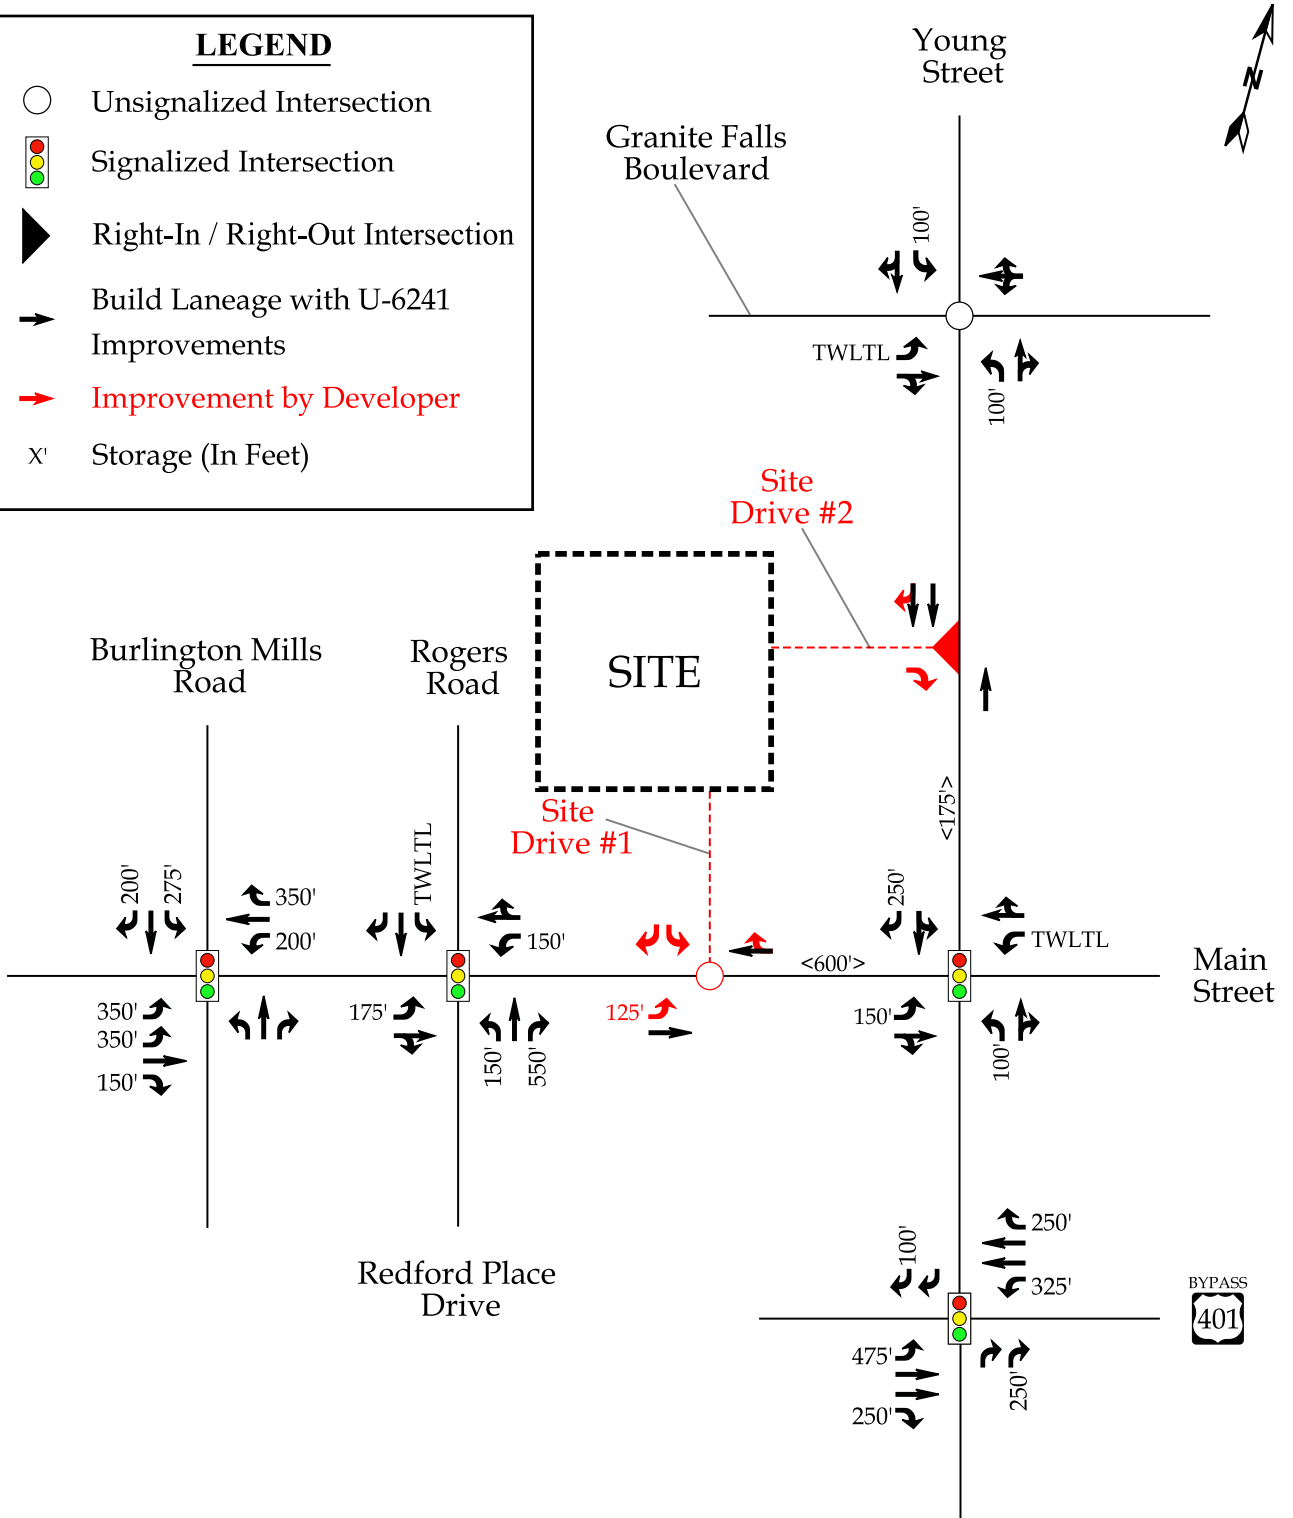 LEGEND
Unsignalized Intersection
Signalized Intersection
Right-In / Right-Out Intersection
Build Laneage with U-6241
Improvements
Improvement by Developer
X' Storage (In Feet)
Young
Street
N
Granite Falls
Boulevard
100'
TWLTL
100'
Site
Drive #2
SITE
Burlington Mills
Road
Rogers
Road
<175'>
Site
Drive #1
200'
275'
350'
200'
TWLTL
150'
250'
TWLTL
<600'>
Main
Street
350'
350'
150'
175'
150'
550'
125'
150'
100'
Redford Place
Drive
100'
250'
325'
BYPASS
401
475'
250'
250'